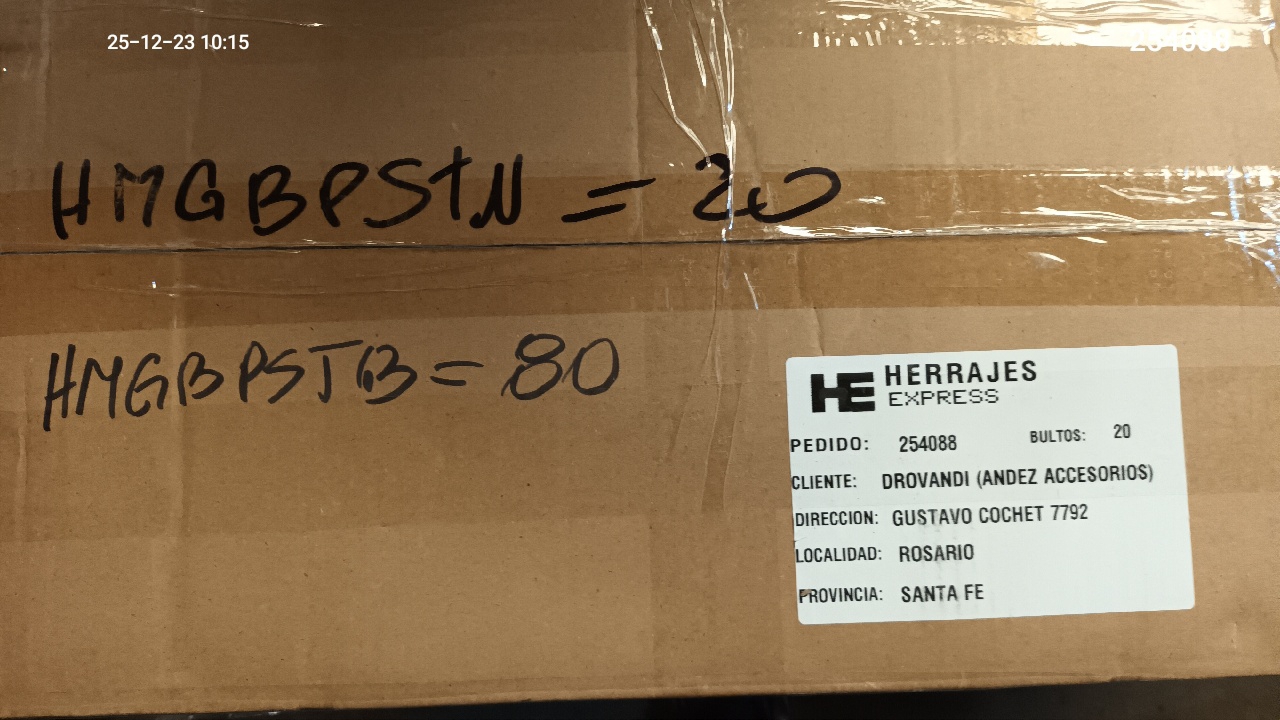 25-12-23 10:15
HMGBPSTN = 20
HMGBPSTB = 80
HE HERRAJES
EXPRESS
PEDIDO: 254088 BULTOS: 20
CLIENTE: DROVANDI (ANDEZ ACCESORIOS)
DIRECCION: GUSTAVO COCHET 7792
LOCALIDAD: ROSARIO
PROVINCIA: SANTA FE